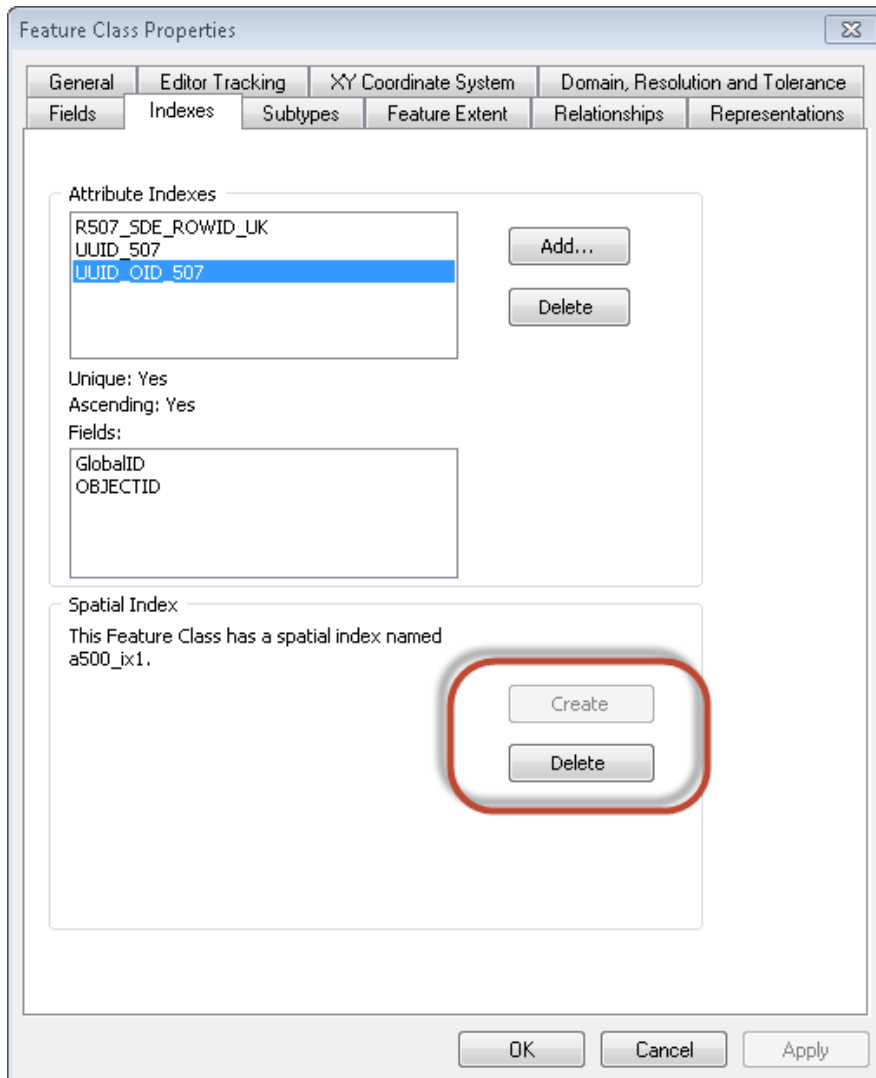 Feature Class Properties
General Editor Tracking XY Coordinate System Domain, Resolution and Tolerance
Fields Indexes Subtypes Feature Extent Relationships Representations
Attribute Indexes
R507_SDE_ROWID_UK
UUID_507
UUID_OID_507
Add...
Delete
Unique: Yes
Ascending: Yes
Fields:
GlobalID
OBJECTID
Spatial Index
This Feature Class has a spatial index named
a500_ix1.
Create
Delete
OK Cancel Apply